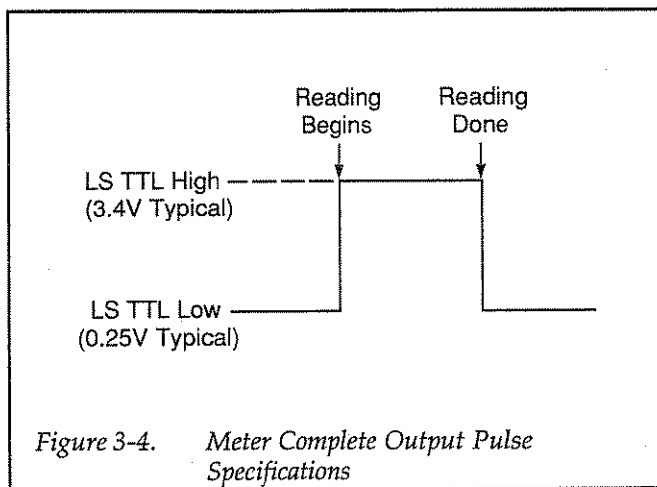 Reading
Begins
Reading
Done
LS TTL High
(3.4V Typical)
LS TTL Low
(0.25V Typical)
Figure 3-4. Meter Complete Output Pulse
Specifications